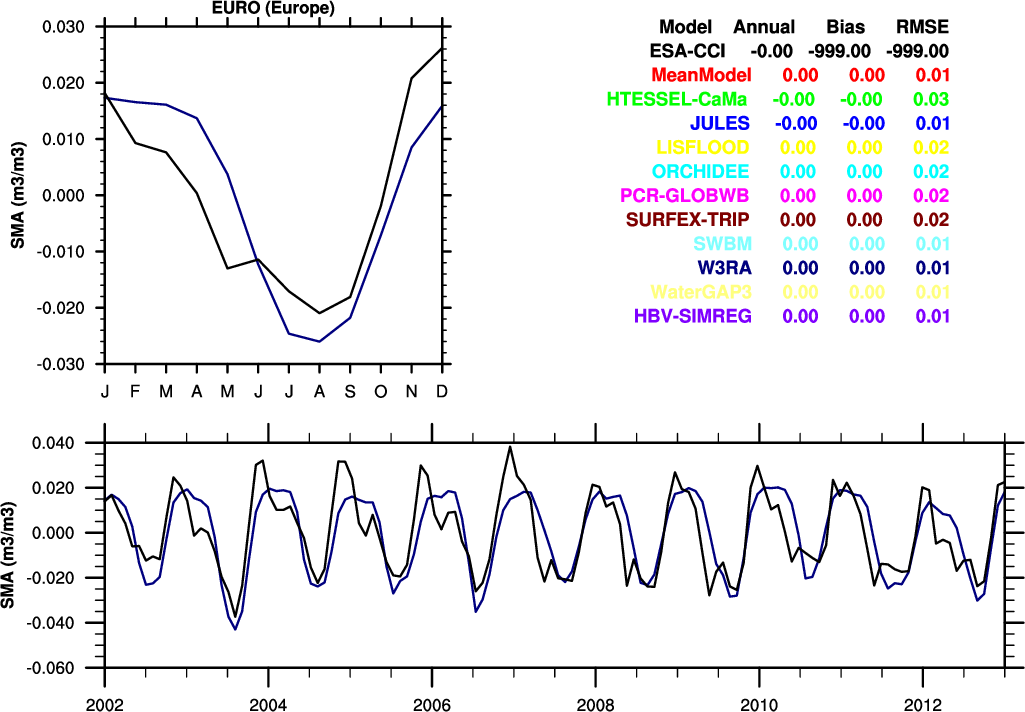 EURO (Europe)
0.030
0.020
0.010
0.000
-0.010
-0.020
-0.030
SMA (m3/m3)
J F M A M J J A S O N D
Model Annual Bias RMSE
ESA-CCI -0.00 -999.00 -999.00
MeanModel 0.00 0.00 0.01
HTESSEL-CaMa -0.00 -0.00 0.03
JULES -0.00 -0.00 0.01
LISFLOOD 0.00 0.00 0.02
ORCHIDEE 0.00 0.00 0.02
PCR-GLOBWB 0.00 0.00 0.02
SURFEX-TRIP 0.00 0.00 0.02
SWBM 0.00 0.00 0.01
W3RA 0.00 0.00 0.01
WaterGAP3 0.00 0.00 0.01
HBV-SIMREG 0.00 0.00 0.01
0.040
0.020
0.000
-0.020
-0.040
-0.060
SMA (m3/m3)
2002 2004 2006 2008 2010 2012